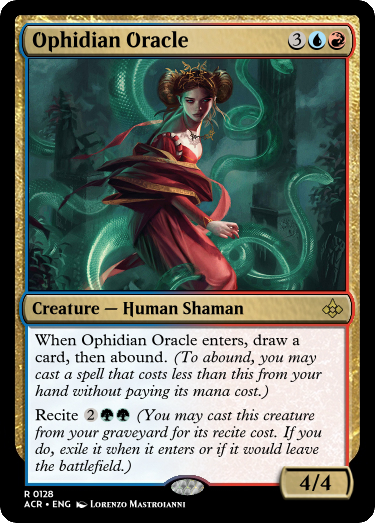 Ophidian Oracle 3
Creature — Human Shaman
When Ophidian Oracle enters, draw a
card, then abound. (To abound, you may
cast a spell that costs less than this from
your hand without paying its mana cost.)
Recite 2 (You may cast this creature
from your graveyard for its recite cost. If you
do, exile it when it enters or if it would leave
the battlefield.)
4/4
R 0128
ACR • ENG Lorenzo Mastroianni